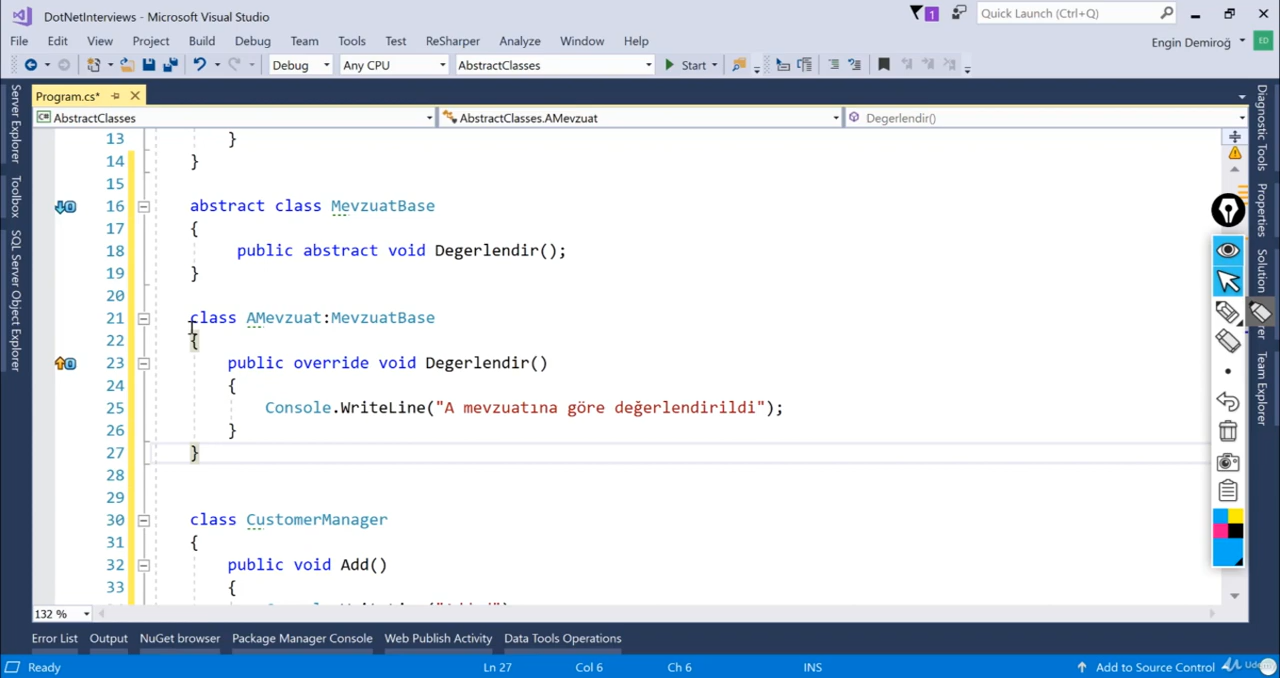 DotNetInterviews - Microsoft Visual Studio
1
Quick Launch (Ctrl+Q)
File Edit View Project Build Debug Team Tools Test ReSharper Analyze Window Help
Engin Demiroğ ED
Debug Any CPU AbstractClasses Start
Program.cs*
AbstractClasses AbstractClasses.AMevzuat Degerlendir()
Server Explorer
Toolbox
SQL Server Object Explorer
13 }
14 }
15
16 abstract class MevzuatBase
17 {
18 public abstract void Degerlendir();
19 }
20
21 class AMevzuat:MevzuatBase
22 {
23 public override void Degerlendir()
24 {
25 Console.WriteLine("A mevzuatına göre değerlendirildi");
26 }
27 }
28
29
30 class CustomerManager
31 {
32 public void Add()
33 {
Diagnostic Tools
Properties
Solution
Team Explorer
132 %
Error List Output NuGet browser Package Manager Console Web Publish Activity Data Tools Operations
Ready Ln 27 Col 6 Ch 6 INS Add to Source Control